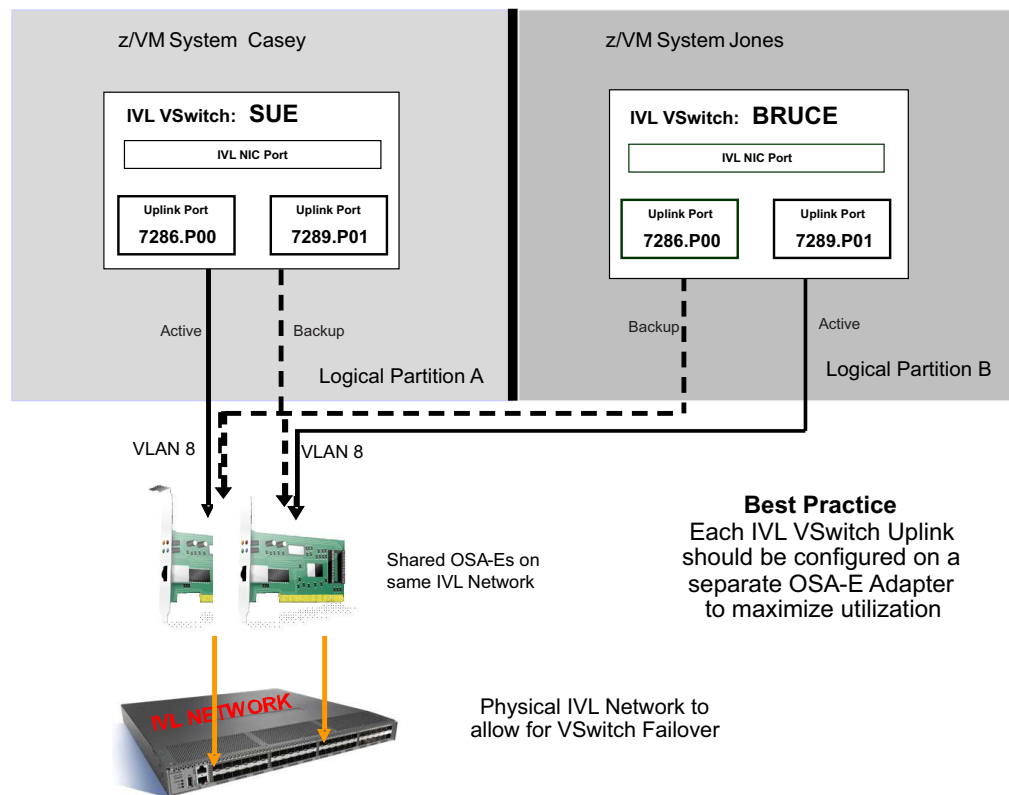 z/VM System Casey
z/VM System Jones
IVL VSwitch: SUE
IVL NIC Port
Uplink Port
7286.P00
Uplink Port
7289.P01
IVL VSwitch: BRUCE
IVL NIC Port
Uplink Port
7286.P00
Uplink Port
7289.P01
Active
Backup
Backup
Active
Logical Partition A
Logical Partition B
VLAN 8
VLAN 8
Shared OSA-Es on
same IVL Network
Best Practice
Each IVL VSwitch Uplink
should be configured on a
separate OSA-E Adapter
to maximize utilization
IVL NETWORK
Physical IVL Network to
allow for VSwitch Failover